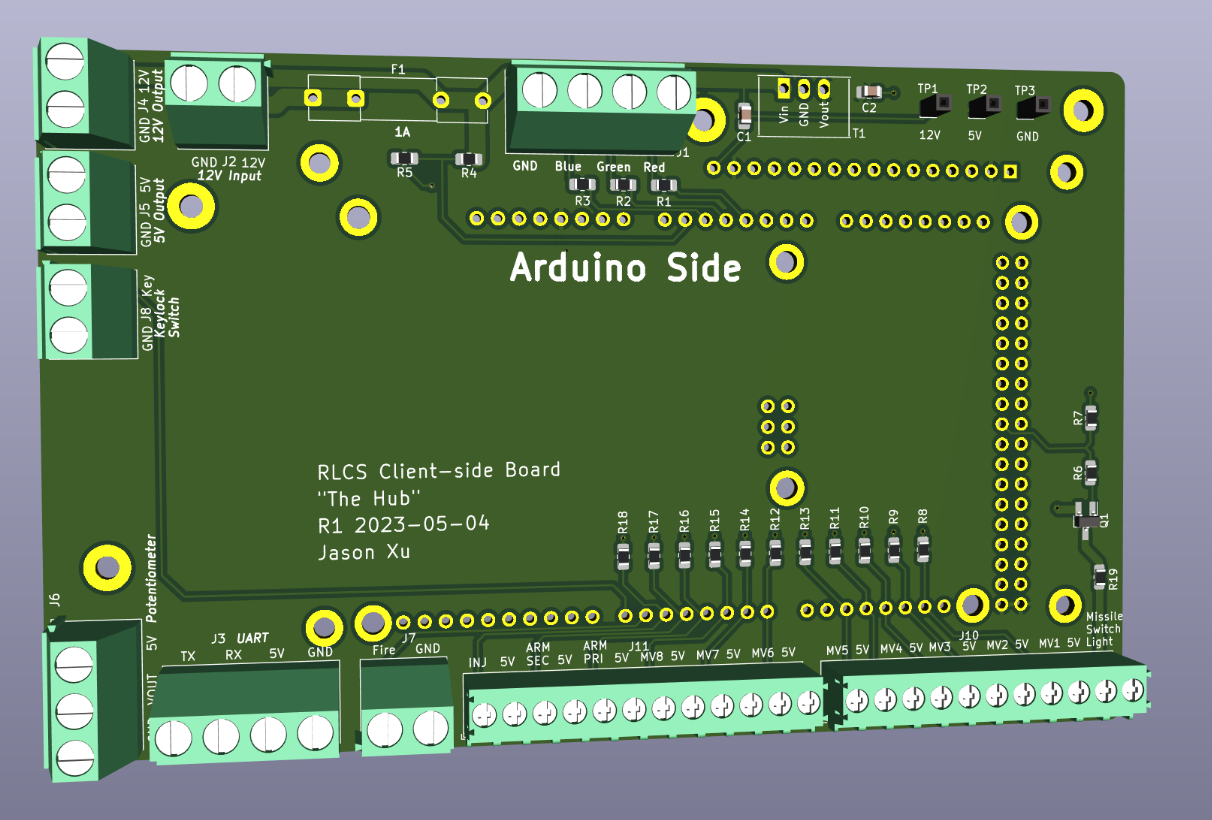 GND J4 12V
12V Output
GND J2 12V
12V Input
F1
1A
R5
R4
GND Blue Green Red
J1
R3
R2
R1
C1
Vin
GND
Vout
T1
C2
TP1
12V
TP2
5V
TP3
GND
GND J5 5V
5V Output
GND J8 Key
Keylock
Switch
Arduino Side
RLCS Client-side Board
"The Hub"
R1 2023-05-04
Jason Xu
R7
R6
Q1
R19
R18
R17
R16
R15
R14
R12
R13
R11
R10
R9
R8
J6
Potentiometer
5V
VOUT
J3 UART
TX RX 5V GND
J7
Fire GND
J11
INJ 5V ARM SEC 5V ARM PRI 5V MV8 5V MV7 5V MV6 5V
J10
MV5 5V MV4 5V MV3 5V MV2 5V MV1 5V
Missile
Switch
Light